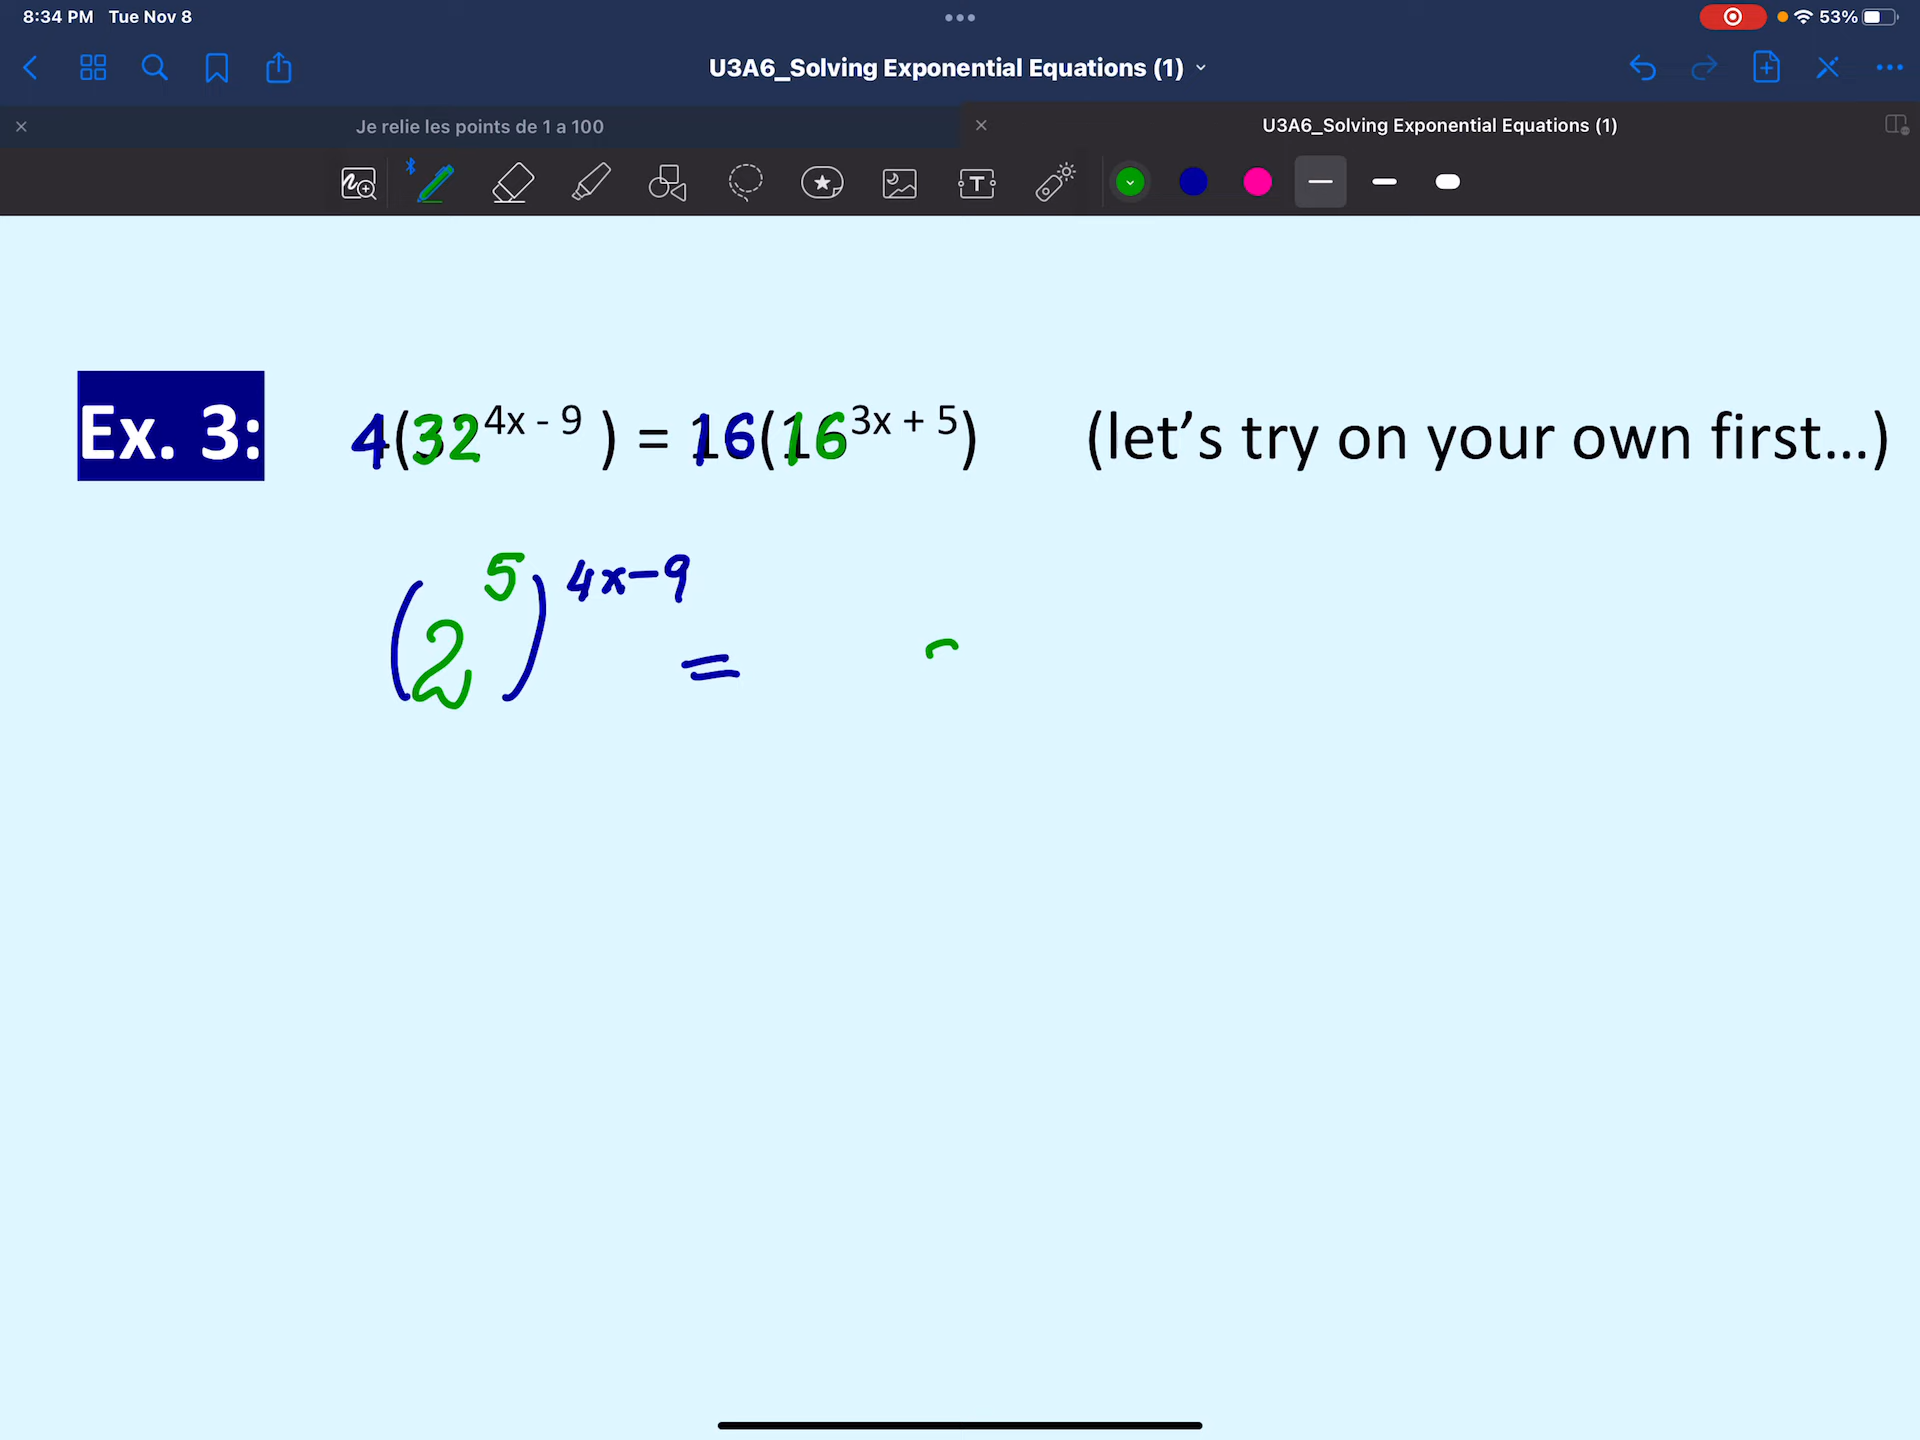 8:34 PM Tue Nov 8
53%
U3A6_Solving Exponential Equations (1)
Je relie les points de 1 a 100
U3A6_Solving Exponential Equations (1)
Ex. 3: 4(32^{4x - 9}) = 16(16^{3x + 5}) (let’s try on your own first...)
(2^5)^{4x-9} =